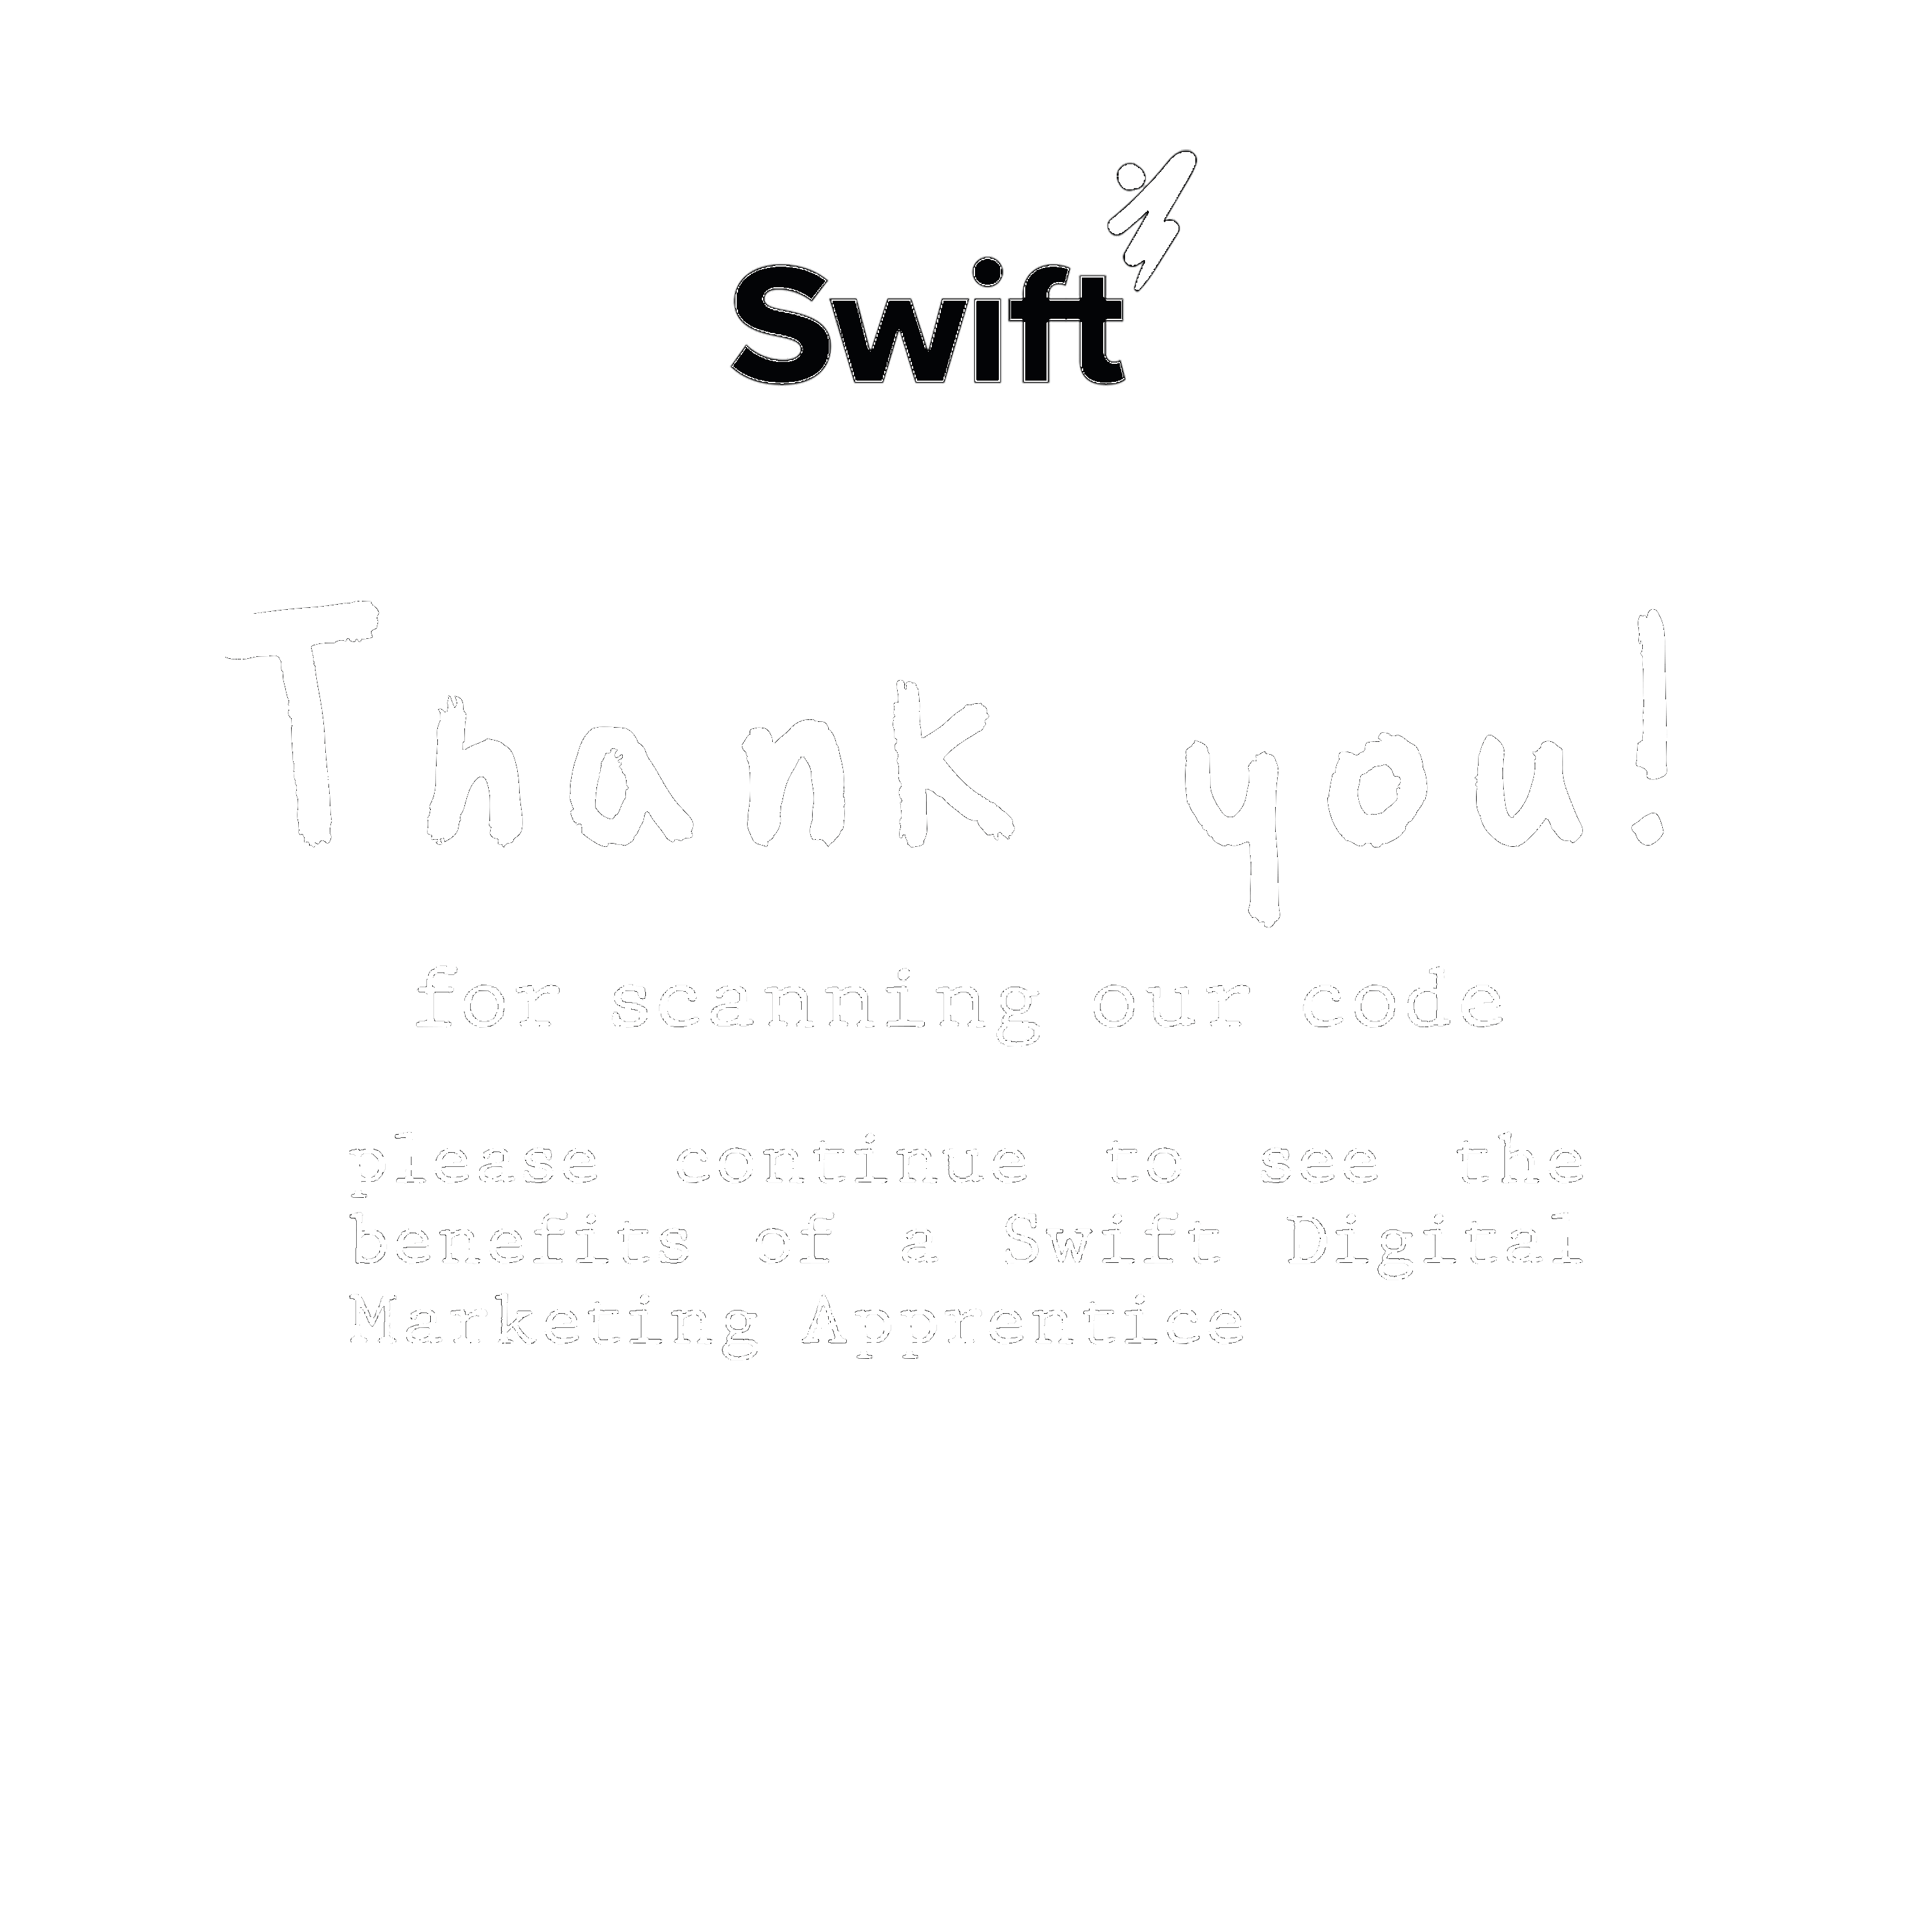 Swift
Thank you!
for scanning our code
please continue to see the
benefits of a Swift Digital
Marketing Apprentice